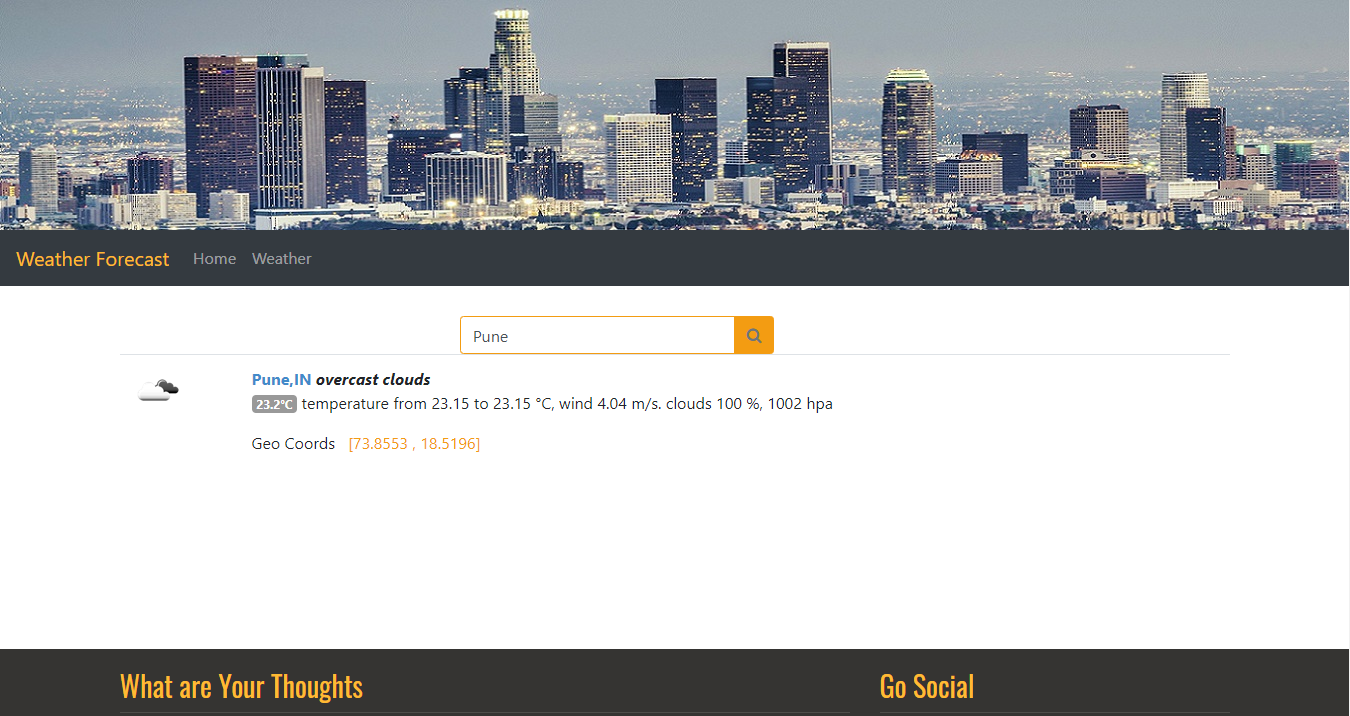 Weather Forecast Home Weather
Pune
Pune,IN overcast clouds
23.2°C temperature from 23.15 to 23.15 °C, wind 4.04 m/s. clouds 100 %, 1002 hpa
Geo Coords [73.8553 , 18.5196]
What are Your Thoughts
Go Social